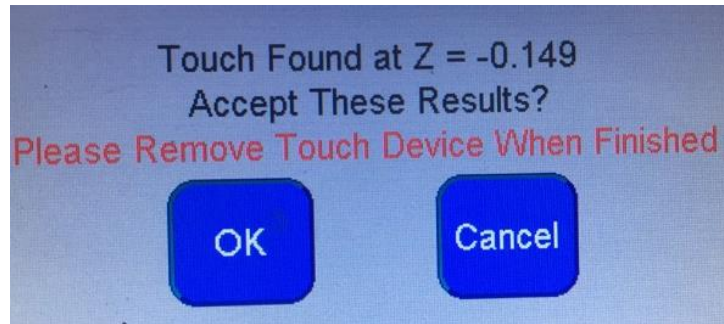 Touch Found at Z = -0.149
Accept These Results?
Please Remove Touch Device When Finished
OK
Cancel